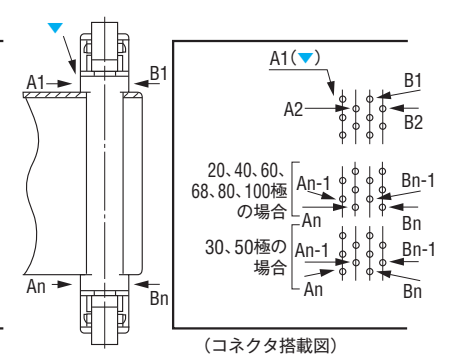 ▼
A1
B1
An
Bn
A1(▼)
B1
A2
B2
20、40、60、
68、80、100極
の場合
An-1
Bn-1
An
Bn
30、50極の
場合
An-1
Bn-1
An
Bn
(コネクタ搭載図)